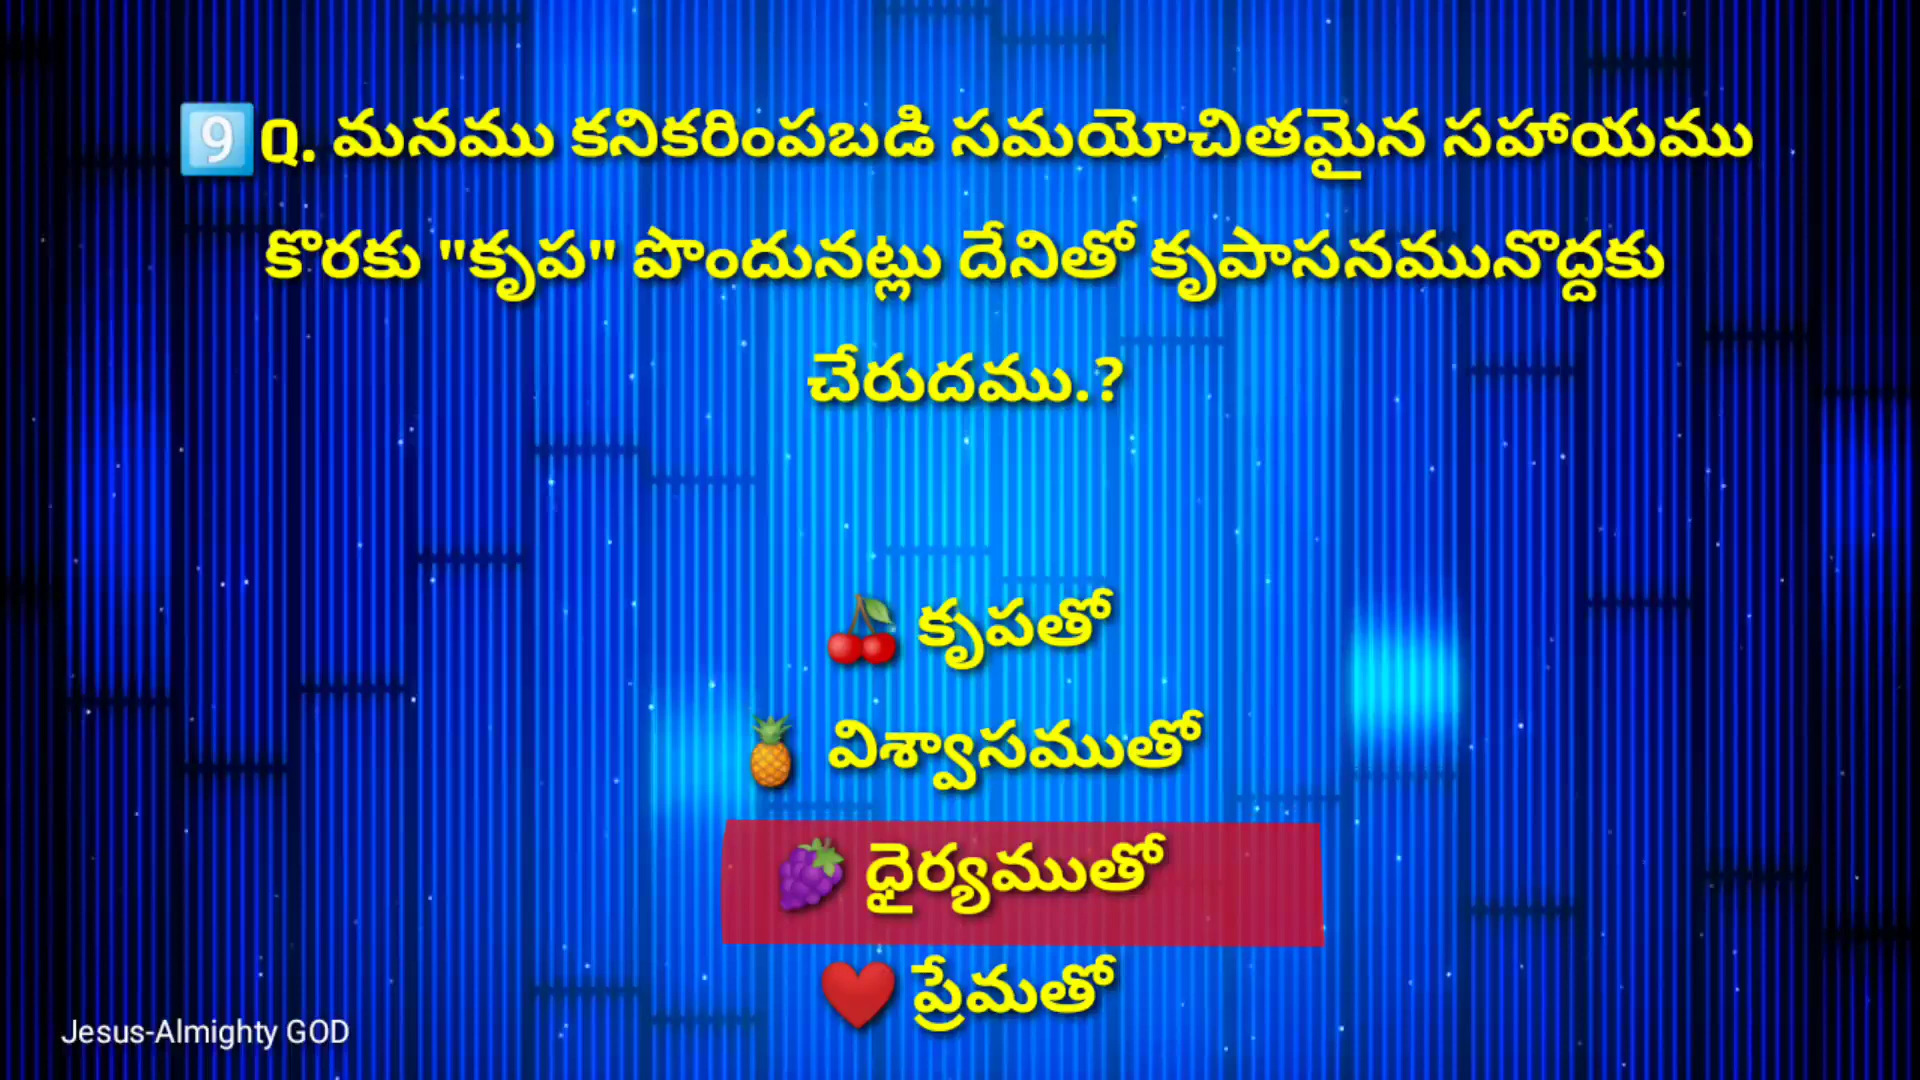 9️⃣Q. మనము కనికరింపబడి సమయోచితమైన సహాయము
కొరకు "కృప" పొందునట్లు దేనితో కృపాసనమునొద్దకు
చేరుదము.?
🍒 కృపతో
🍍 విశ్వాసముతో
🍇 ధైర్యముతో
❤️ ప్రేమతో
Jesus-Almighty GOD